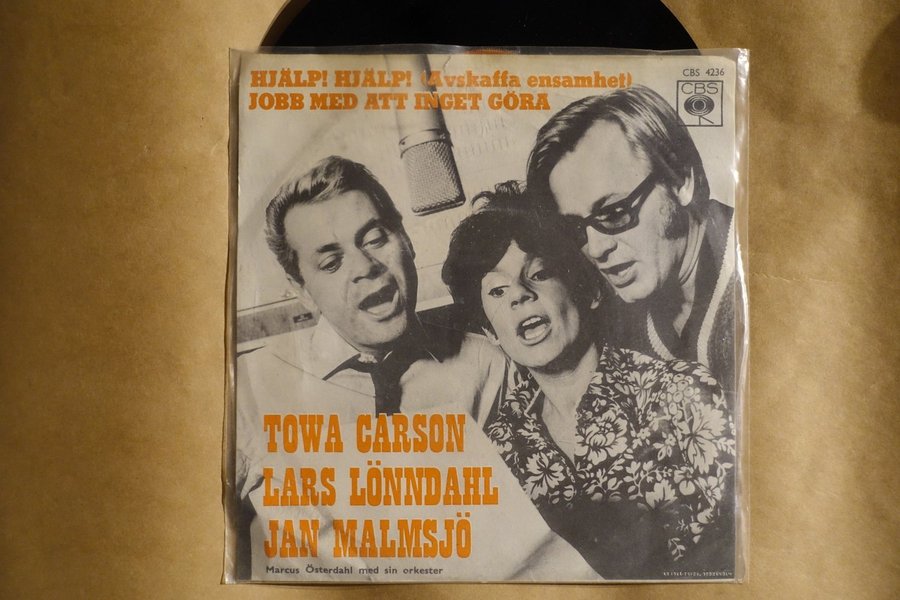 HJÄLP! HJÄLP! (Avskaffa ensamhet)
JOBB MED ATT INGET GÖRA
CBS 4236
CBS
TOWA CARSON
LARS LÖNNDAHL
JAN MALMSJÖ
Marcus Österdahl med sin orkester